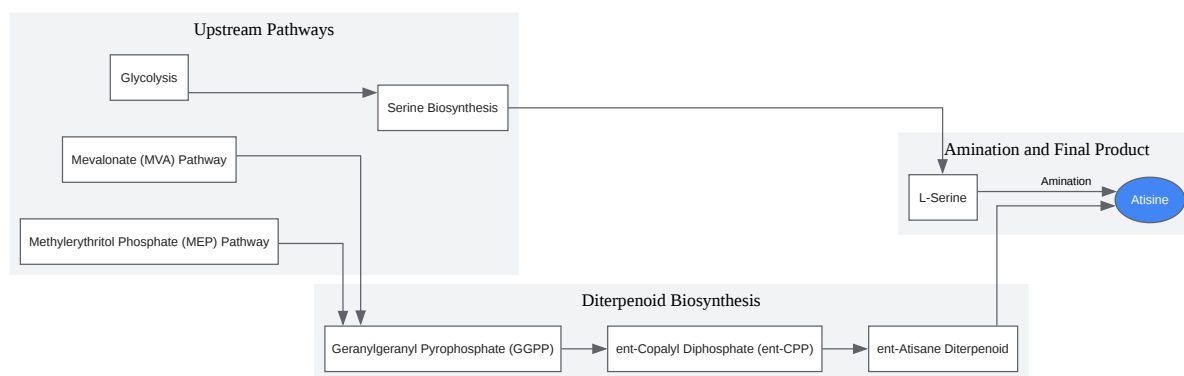 Upstream Pathways
Glycolysis
Serine Biosynthesis
Mevalonate (MVA) Pathway
Methylerythritol Phosphate (MEP) Pathway
Amination and Final Product
L-Serine
Amination
Atisine
Diterpenoid Biosynthesis
Geranylgeranyl Pyrophosphate (GGPP)
ent-Copalyl Diphosphate (ent-CPP)
ent-Atisane Diterpenoid